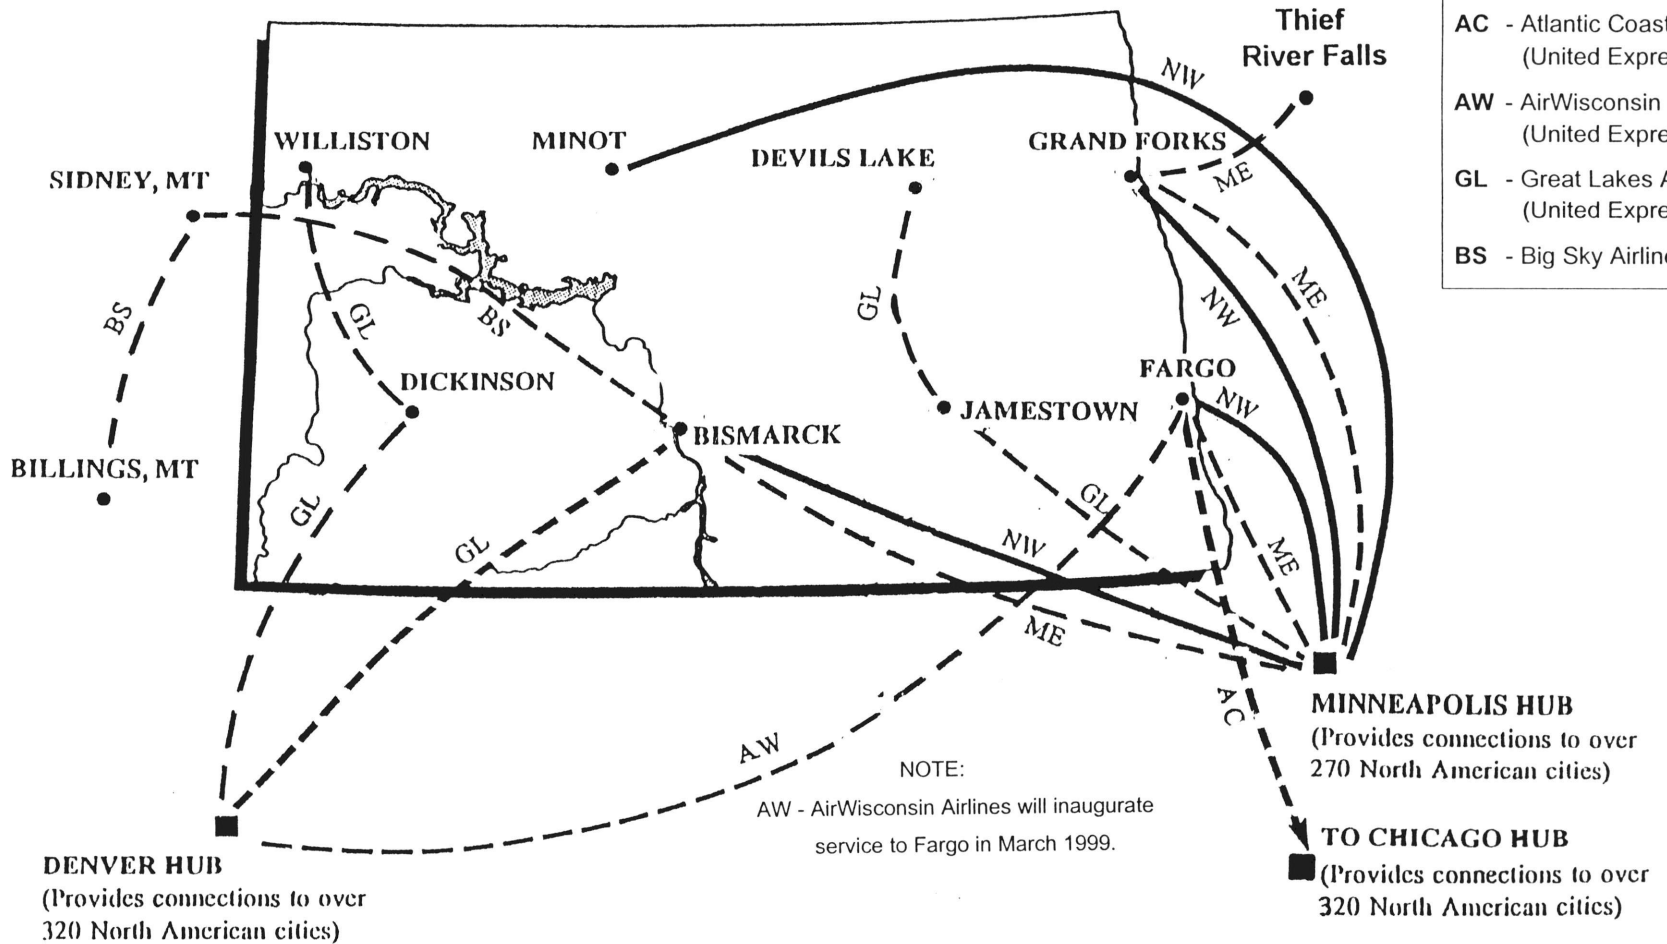 Thief
River Falls
AC - Atlantic Coast
(United Expre
AW - AirWisconsin
(United Expre
GL - Great Lakes A
(United Expre
BS - Big Sky Airline
NW
WILLISTON
MINOT
DEVILS LAKE
GRAND FORKS
ME
SIDNEY, MT
ME
GL
NW
BS
GL
BS
FARGO
DICKINSON
NW
JAMESTOWN
BISMARCK
BILLINGS, MT
GL
GL
GL
NW
ME
ME
AC
MINNEAPOLIS HUB
(Provides connections to over
270 North American cities)
AW
NOTE:
AW - AirWisconsin Airlines will inaugurate
service to Fargo in March 1999.
TO CHICAGO HUB
(Provides connections to over
320 North American cities)
DENVER HUB
(Provides connections to over
320 North American cities)